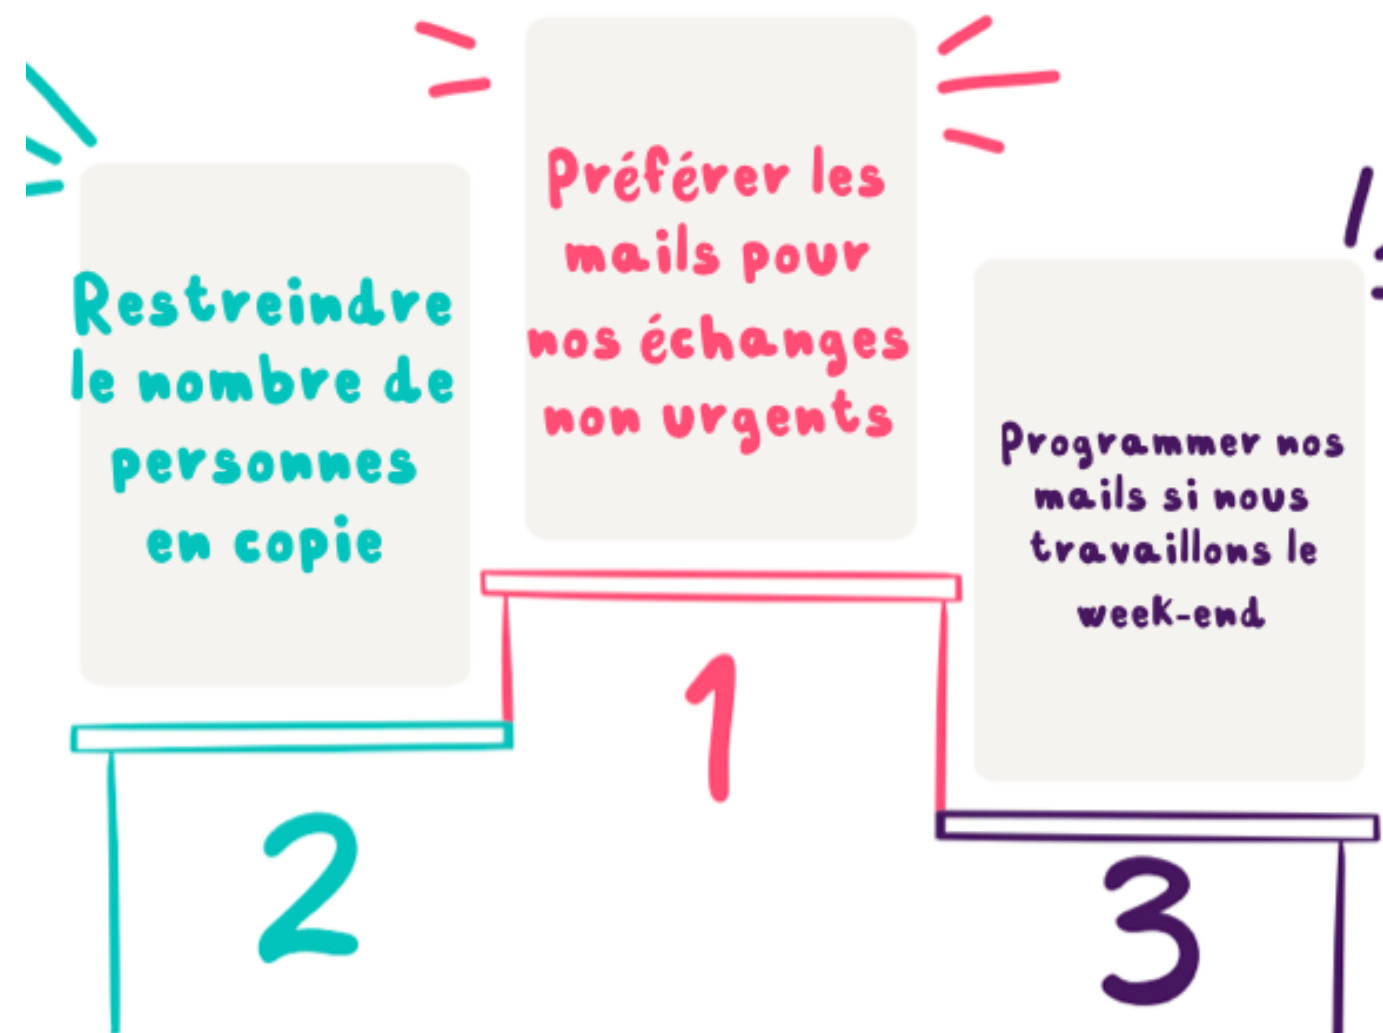 Restreindre
le nombre de
personnes
en copie
2
Préférer les
mails pour
nos échanges
non urgents
1
Programmer nos
mails si nous
travaillons le
week-end
3